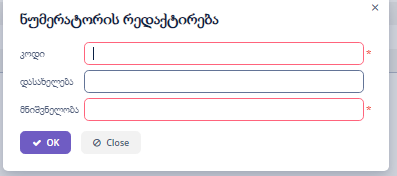 ნუმერატორის რედაქტირება
კოდი *
დასახელება
მნიშვნელობა *
OK Close